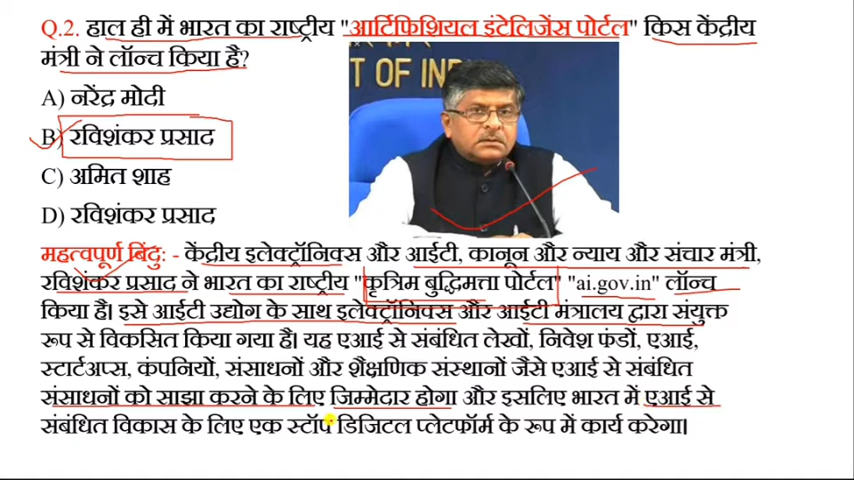 Q.2. हाल ही में भारत का राष्ट्रीय "आर्टिफिशियल इंटेलिजेंस पोर्टल" किस केंद्रीय
मंत्री ने लॉन्च किया है?
T OF IND
A) नरेंद्र मोदी
B) रविशंकर प्रसाद
C) अमित शाह
D) रविशंकर प्रसाद
महत्वपूर्ण बिंदु: - केंद्रीय इलेक्ट्रॉनिक्स और आईटी, कानून और न्याय और संचार मंत्री,
रविशंकर प्रसाद ने भारत का राष्ट्रीय "कृत्रिम बुद्धिमत्ता पोर्टल" "ai.gov.in" लॉन्च
किया है। इसे आईटी उद्योग के साथ इलेक्ट्रॉनिक्स और आईटी मंत्रालय द्वारा संयुक्त
रूप से विकसित किया गया है। यह एआई से संबंधित लेखों, निवेश फंडों, एआई,
स्टार्टअप्स, कंपनियों, संसाधनों और शैक्षणिक संस्थानों जैसे एआई से संबंधित
संसाधनों को साझा करने के लिए जिम्मेदार होगा और इसलिए भारत में एआई से
संबंधित विकास के लिए एक स्टॉप डिजिटल प्लेटफॉर्म के रूप में कार्य करेगा।